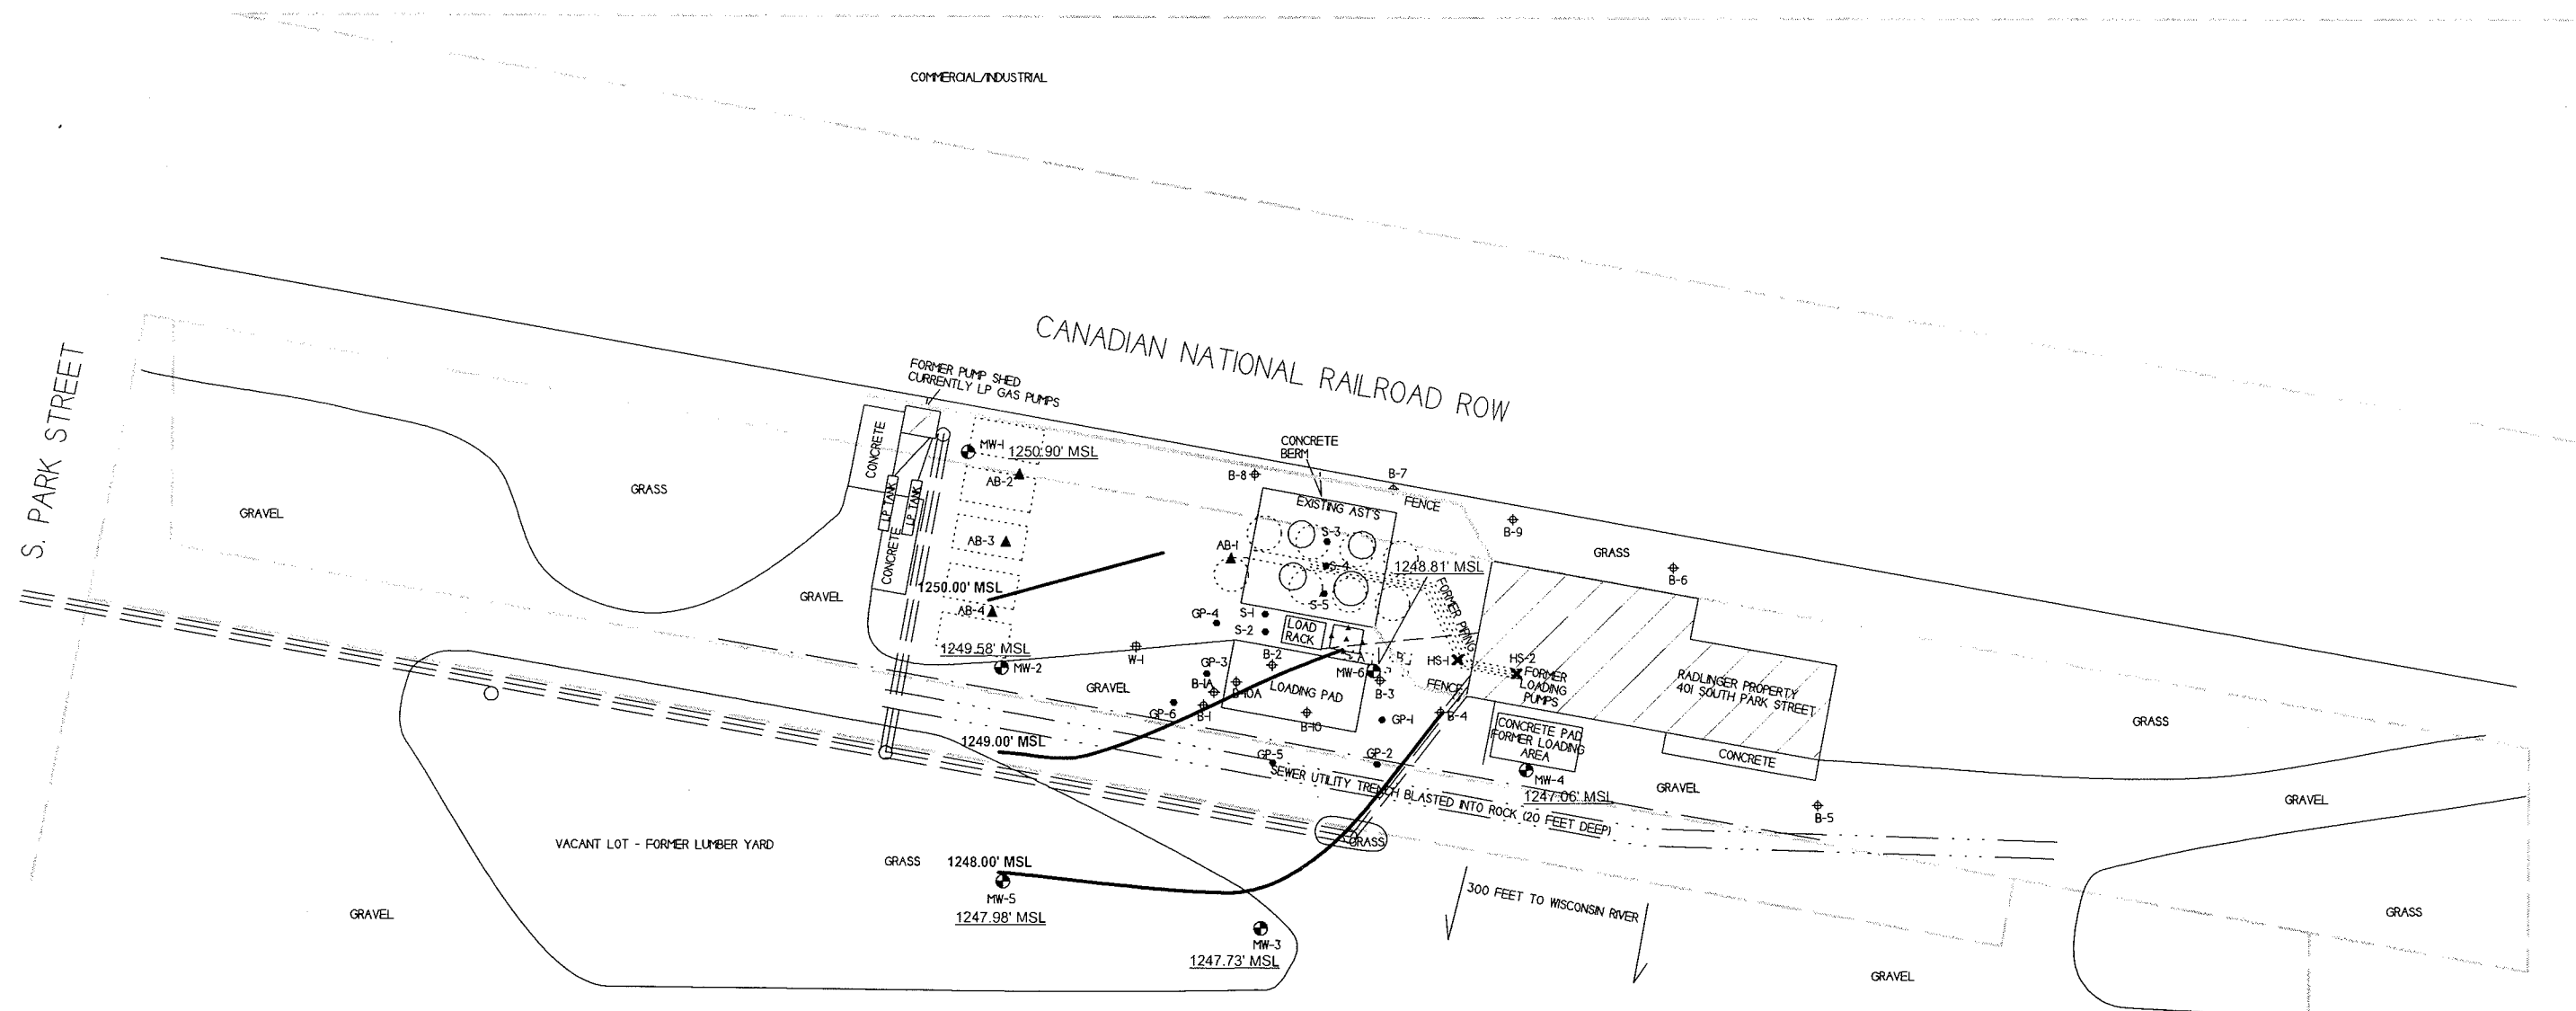 COMMERCIAL/INDUSTRIAL
CANADIAN NATIONAL RAILROAD ROW
S. PARK STREET
FORMER PUMP SHED
CURRENTLY LP GAS PUMPS
CONCRETE
LP TANK
LP TANK
CONCRETE
MW-1
1250.90' MSL
AB-2
AB-3
AB-4
1250.00' MSL
1249.58' MSL
MW-2
GRASS
GRAVEL
GRAVEL
CONCRETE
BERM
B-8
B-7
FENCE
EXISTING AST'S
S-3
S-4
S-5
AB-1
1248.81' MSL
B-9
GRASS
B-6
FORMER PIPING
GP-4
S-1
S-2
LOAD
RACK
W-1
GP-3
B-2
B-1A
B-10A
LOADING PAD
MW-6
B-3
FENCE
HS-1
HS-2
FORMER
LOADING
PUMPS
RADLINGER PROPERTY
401 SOUTH PARK STREET
GRAVEL
GP-6
B-1
B-10
GP-1
B-4
CONCRETE PAD
FORMER LOADING
AREA
CONCRETE
GRASS
1249.00' MSL
GP-5
GP-2
MW-4
1247.06' MSL
SEWER UTILITY TRENCH BLASTED INTO ROCK (20 FEET DEEP)
GRAVEL
B-5
GRAVEL
VACANT LOT - FORMER LUMBER YARD
GRASS
1248.00' MSL
GRASS
MW-5
1247.98' MSL
MW-3
1247.73' MSL
300 FEET TO WISCONSIN RIVER
GRAVEL
GRAVEL
GRASS